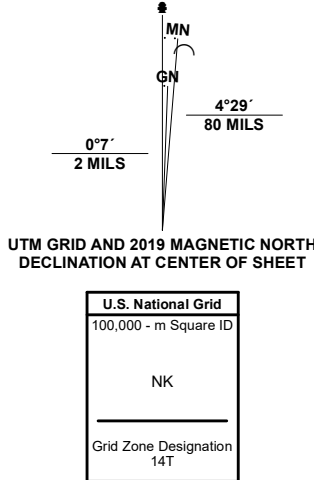 MN
GN
4°29´
80 MILS
0°7´
2 MILS
UTM GRID AND 2019 MAGNETIC NORTH
DECLINATION AT CENTER OF SHEET
U.S. National Grid
100,000 - m Square ID
NK
Grid Zone Designation
14T